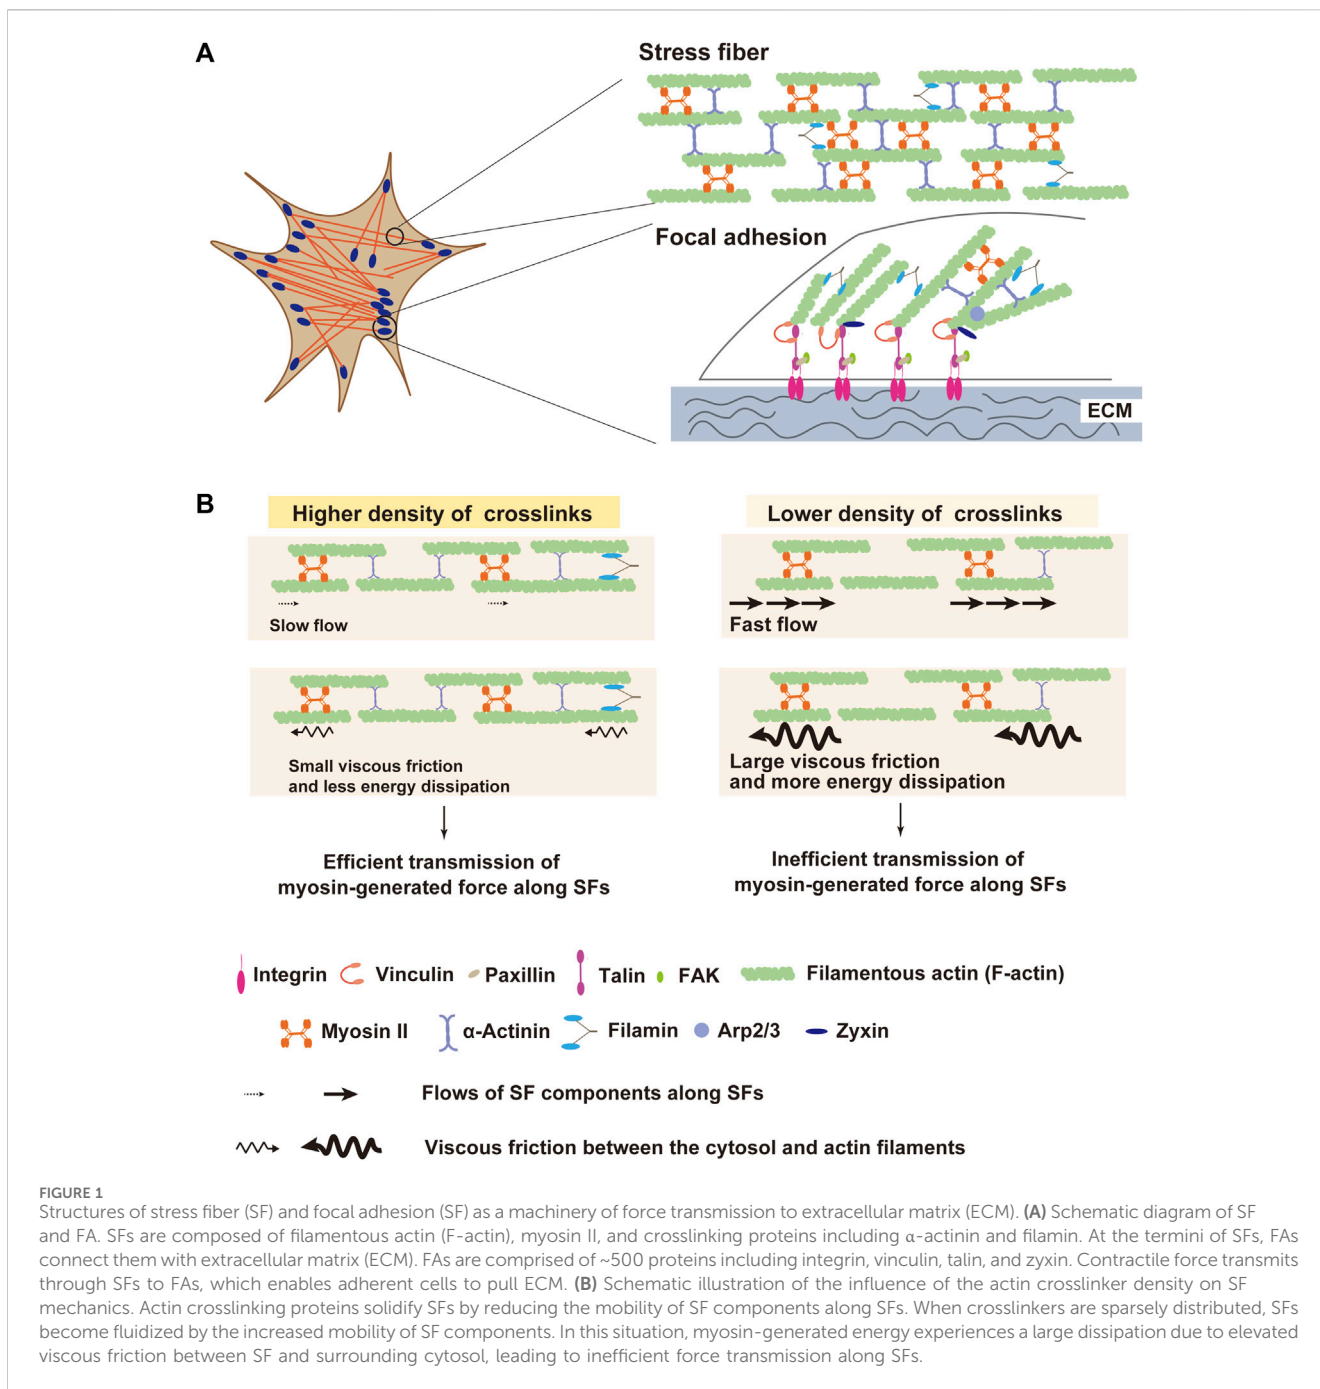 A
Stress fiber
Focal adhesion
ECM
B
Higher density of crosslinks
Lower density of crosslinks
Slow flow
Fast flow
Small viscous friction
and less energy dissipation
Large viscous friction
and more energy dissipation
Efficient transmission of
myosin-generated force along SFs
Inefficient transmission of
myosin-generated force along SFs
Integrin
Vinculin
Paxillin
Talin
FAK
Filamentous actin (F-actin)
Myosin II
α-Actinin
Filamin
Arp2/3
Zyxin
Flows of SF components along SFs
Viscous friction between the cytosol and actin filaments
FIGURE 1
Structures of stress fiber (SF) and focal adhesion (SF) as a machinery of force transmission to extracellular matrix (ECM). (A) Schematic diagram of SF
and FA. SFs are composed of filamentous actin (F-actin), myosin II, and crosslinking proteins including α-actinin and filamin. At the termini of SFs, FAs
connect them with extracellular matrix (ECM). FAs are comprised of ~500 proteins including integrin, vinculin, talin, and zyxin. Contractile force transmits
through SFs to FAs, which enables adherent cells to pull ECM. (B) Schematic illustration of the influence of the actin crosslinker density on SF
mechanics. Actin crosslinking proteins solidify SFs by reducing the mobility of SF components along SFs. When crosslinkers are sparsely distributed, SFs
become fluidized by the increased mobility of SF components. In this situation, myosin-generated energy experiences a large dissipation due to elevated
viscous friction between SF and surrounding cytosol, leading to inefficient force transmission along SFs.